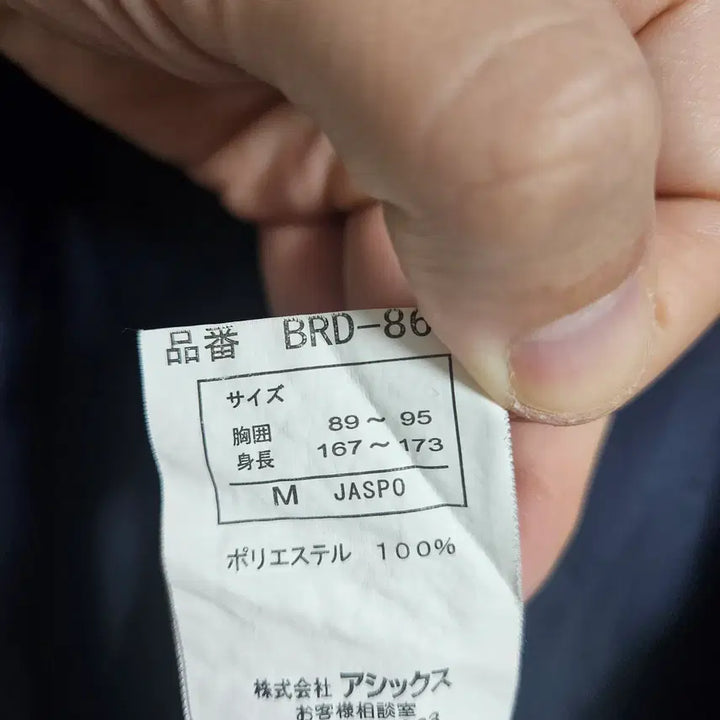 品番 BRD-86
サイズ
胸囲 89～ 95
身長 167～173
M JASPO
ポリエステル 100%
株式会社 アシックス
お客様相談室